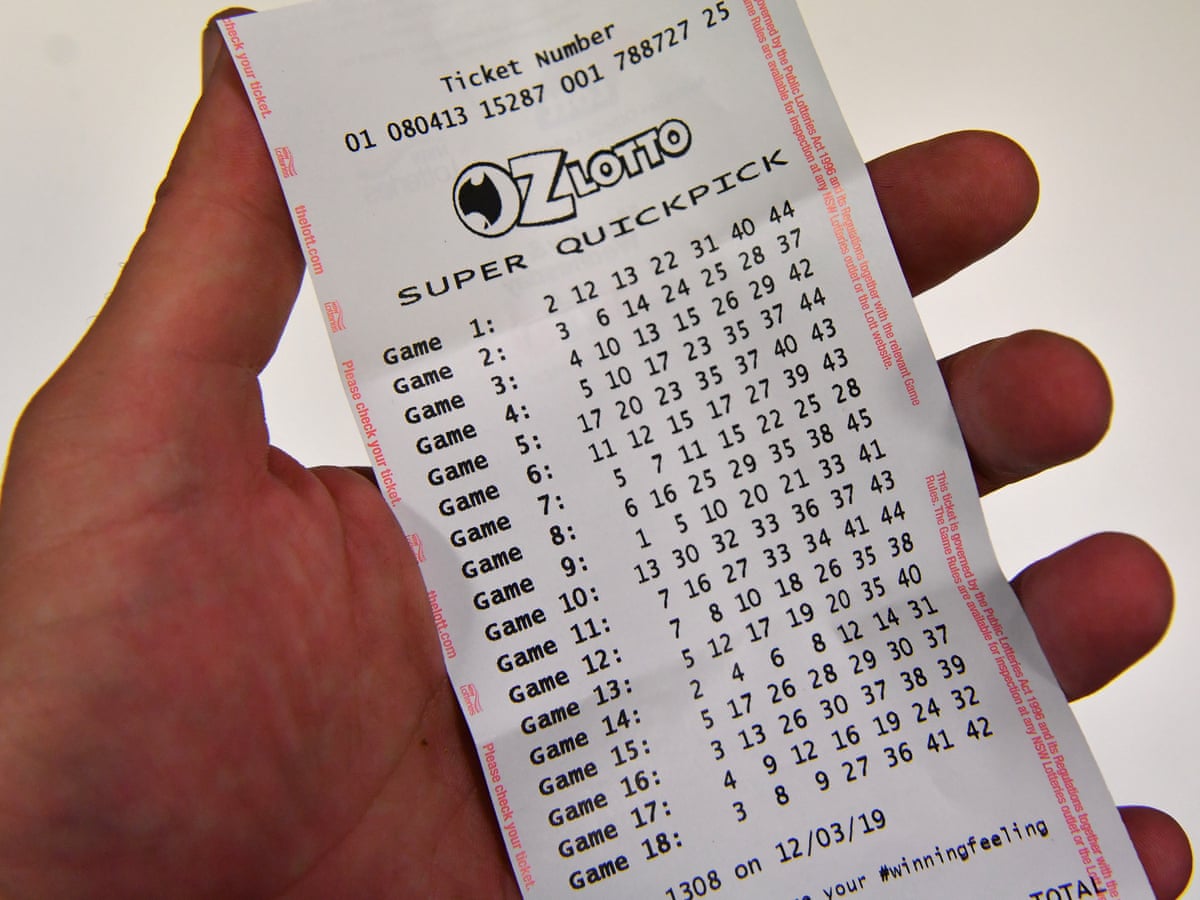 Ticket Number
01 080413 15287 001 788727 25
OZ LOTTO
SUPER QUICKPICK
Game 1: 2 12 13 22 31 40 44
Game 2: 3 6 14 24 25 28 37
Game 3: 4 10 13 15 26 29 42
Game 4: 5 10 17 23 35 37 44
Game 5: 17 20 23 35 37 40 43
Game 6: 11 12 15 17 27 39 43
Game 7: 5 7 11 15 22 25 28
Game 8: 6 16 25 29 35 38 45
Game 9: 1 5 10 20 21 33 41
Game 10: 13 30 32 33 36 37 43
Game 11: 7 16 27 33 34 41 44
Game 12: 7 8 10 18 26 35 38
Game 13: 5 12 17 19 20 35 40
Game 14: 2 4 6 8 12 14 31
Game 15: 5 17 26 28 29 30 37
Game 16: 3 13 26 30 37 38 39
Game 17: 4 9 12 16 19 24 32
Game 18: 3 8 9 27 36 41 42
1308 on 12/03/19
your #winningfeeling
TOTAL
check your ticket.
thelott.com
Please check your ticket.
thelott.com
Please check your ticket.
governed by the Public Lotteries Act 1996 and its Regulations together with the relevant Game
Rules are available for inspection at any NSW Lotteries outlet or the Lott website.
This ticket is governed by the Public Lotteries Act 1996 and its Regulations together with the
Rules. The Game Rules are available for inspection at any NSW Lotteries outlet or the Lott